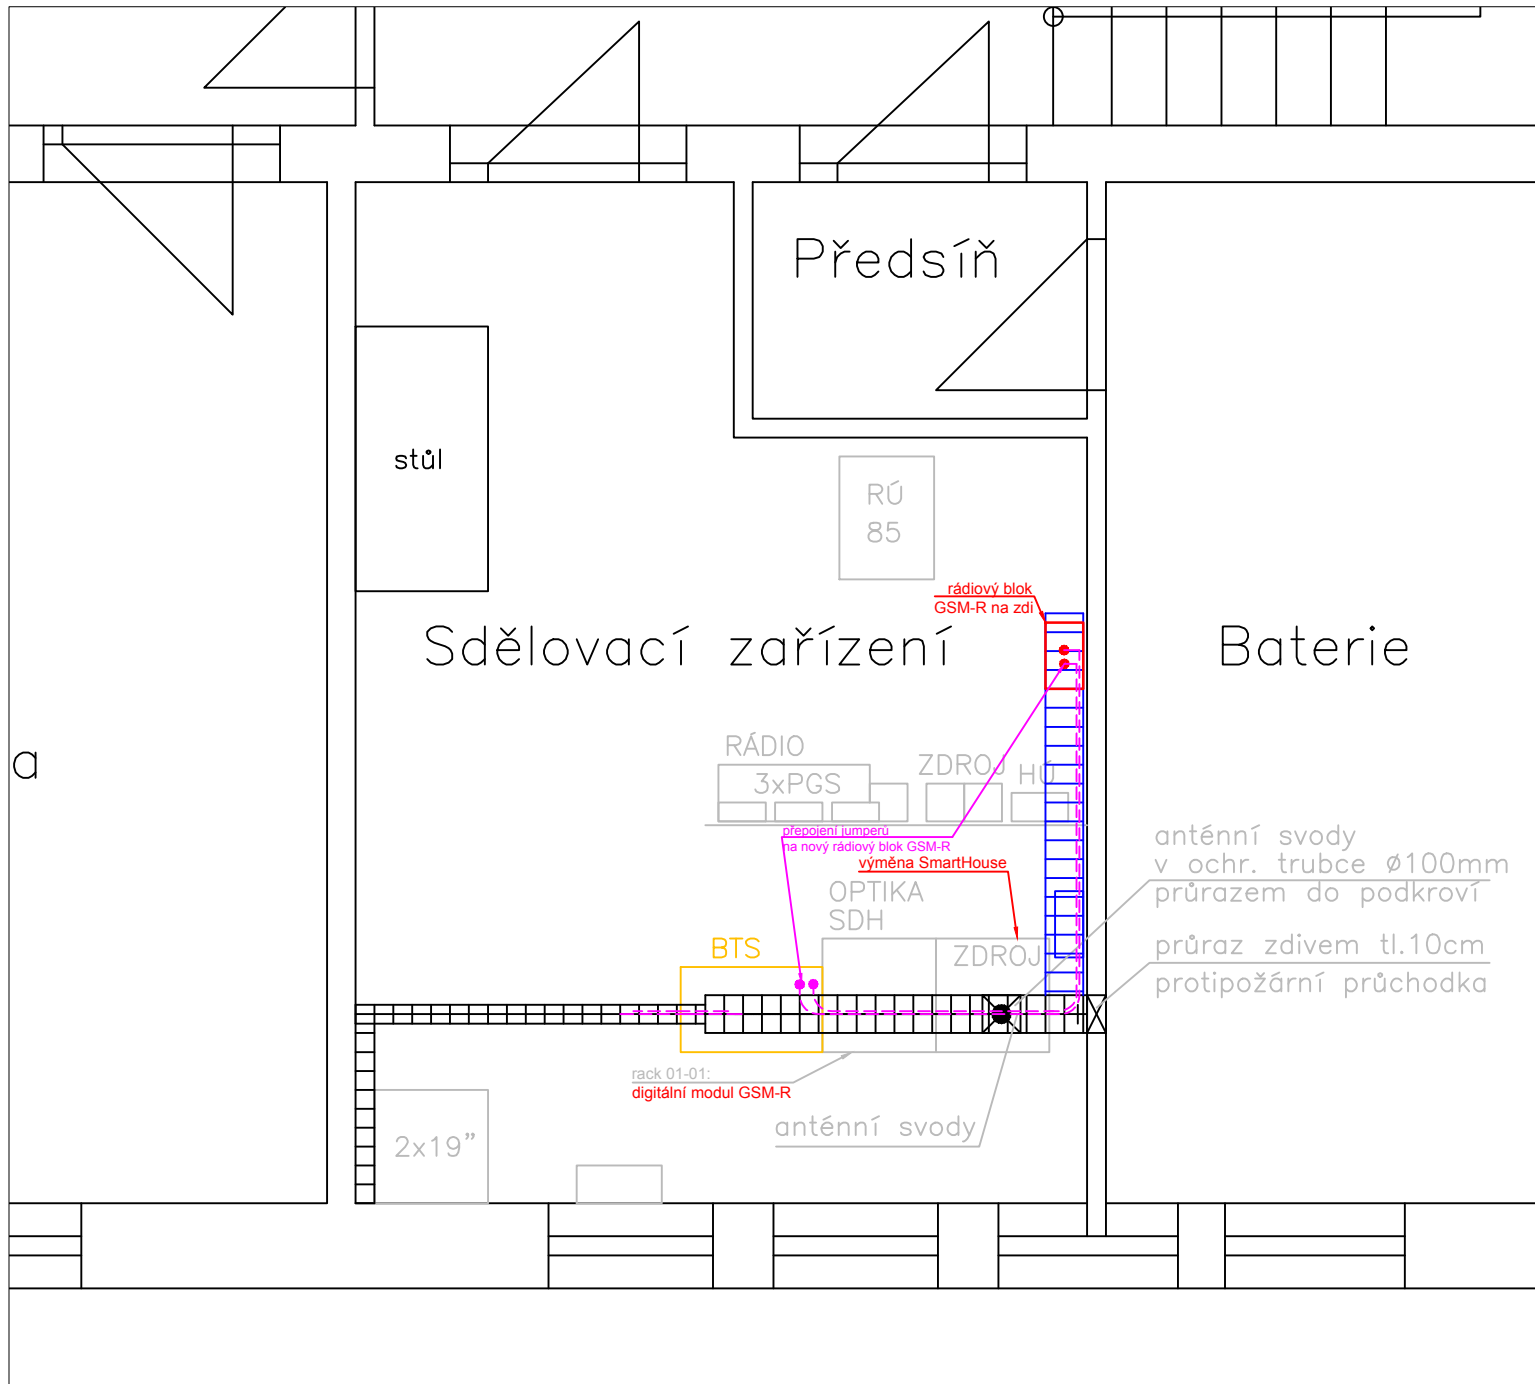 Předsíň
stůl
RÚ
85
rádiový blok
GSM-R na zdi
Sdělovací zařízení
Baterie
a
RÁDIO
3xPGS
ZDROJ
HÚ
přepojení jumperů
na nový rádiový blok GSM-R
výměna SmartHouse
anténní svody
v ochr. trubce Ø100mm
průrazem do podkroví
OPTIKA
SDH
BTS
ZDROJ
průraz zdivem tl.10cm
protipožární průchodka
rack 01-01:
digitální modul GSM-R
anténní svody
2x19"